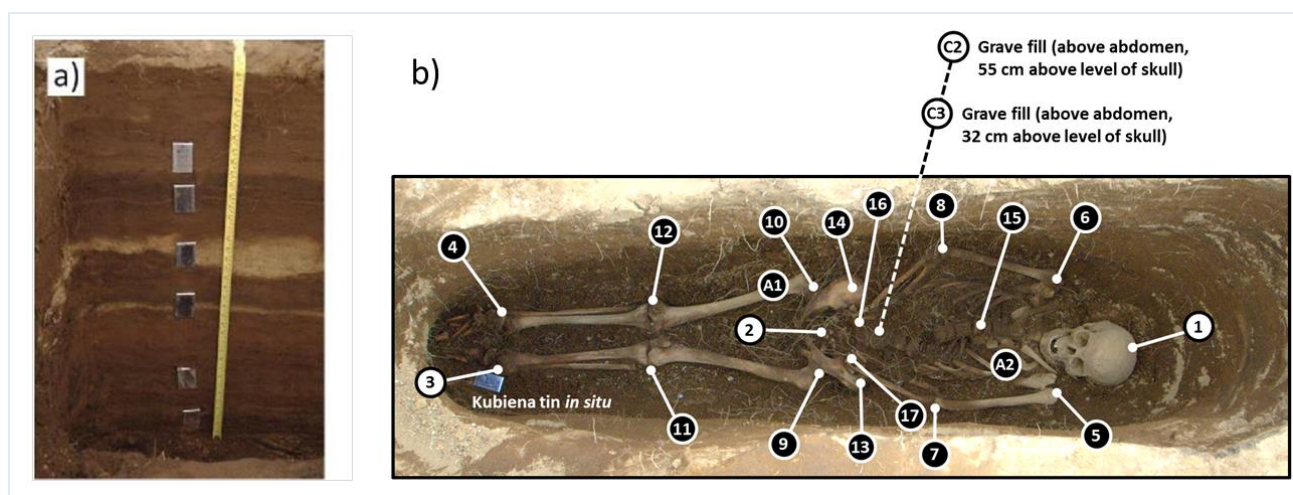 a)
b)
C2 Grave fill (above abdomen,
55 cm above level of skull)
C3 Grave fill (above abdomen,
32 cm above level of skull)
16
8
10
14
15
6
12
4
A1
2
1
A2
3
Kubiena tin in situ
11
9
13
17
7
5